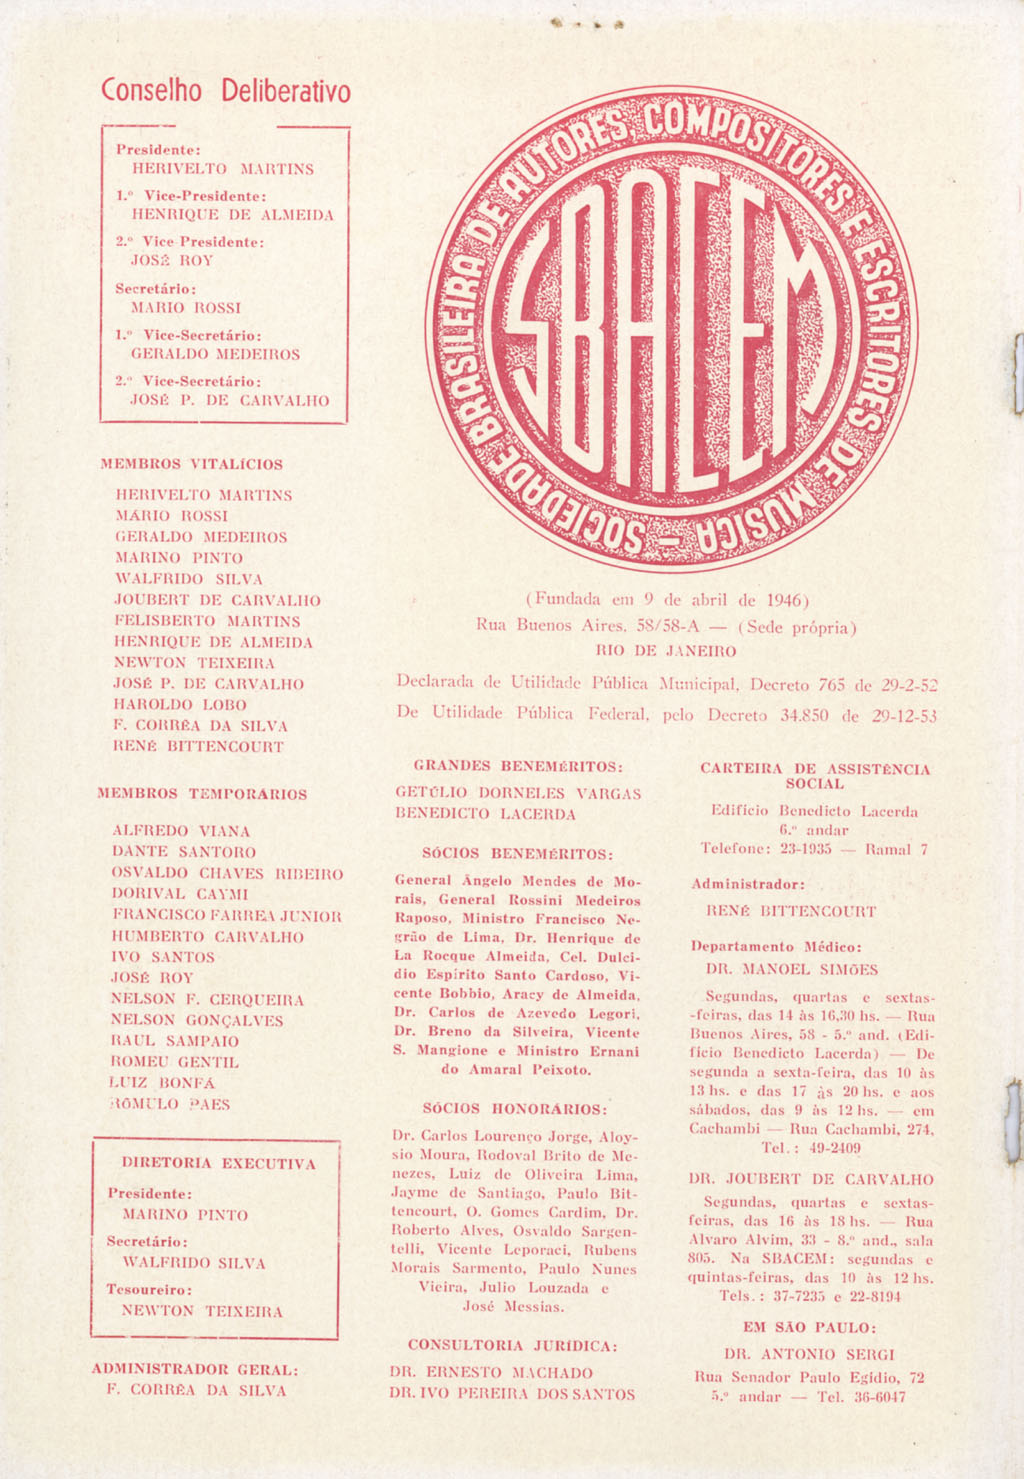 Conselho Deliberativo
Presidente:
HERIVELTO MARTINS
1.º Vice-Presidente:
HENRIQUE DE ALMEIDA
2.º Vice-Presidente:
JOSÉ ROY
Secretário:
MARIO ROSSI
1.º Vice-Secretário:
GERALDO MEDEIROS
2.º Vice-Secretário:
JOSÉ P. DE CARVALHO
MEMBROS VITALÍCIOS
HERIVELTO MARTINS
MÁRIO ROSSI
GERALDO MEDEIROS
MARINO PINTO
WALFRIDO SILVA
JOUBERT DE CARVALHO
FELISBERTO MARTINS
HENRIQUE DE ALMEIDA
NEWTON TEIXEIRA
JOSÉ P. DE CARVALHO
HAROLDO LOBO
F. CORRÊA DA SILVA
RENÉ BITTENCOURT
MEMBROS TEMPORARIOS
ALFREDO VIANA
DANTE SANTORO
OSVALDO CHAVES RIBEIRO
DORIVAL CAYMI
FRANCISCO FARREA JUNIOR
HUMBERTO CARVALHO
IVO SANTOS
JOSÉ ROY
NELSON F. CERQUEIRA
NELSON GONÇALVES
RAUL SAMPAIO
ROMEU GENTIL
LUIZ BONFÁ
RÔMULO PAES
DIRETORIA EXECUTIVA
Presidente:
MARINO PINTO
Secretário:
WALFRIDO SILVA
Tesoureiro:
NEWTON TEIXEIRA
ADMINISTRADOR GERAL:
F. CORRÊA DA SILVA
SOCIEDADE BRASILEIRA DE AUTORES COMPOSITORES E ESCRITORES DE MUSICA –
SBACEM
(Fundada em 9 de abril de 1946)
Rua Buenos Aires, 58/58-A — (Sede própria)
RIO DE JANEIRO
Declarada de Utilidade Pública Municipal, Decreto 765 de 29-2-52
De Utilidade Pública Federal, pelo Decreto 34.850 de 29-12-53
GRANDES BENEMÉRITOS:
GETÚLIO DORNELES VARGAS
BENEDICTO LACERDA
SÓCIOS BENEMÉRITOS:
General Ângelo Mendes de Mo-
rais, General Rossini Medeiros
Raposo, Ministro Francisco Ne-
grão de Lima, Dr. Henrique de
La Rocque Almeida, Cel. Dulci-
dio Espírito Santo Cardoso, Vi-
cente Bobbio, Aracy de Almeida,
Dr. Carlos de Azevedo Legori,
Dr. Breno da Silveira, Vicente
S. Mangione e Ministro Ernani
do Amaral Peixoto.
SÓCIOS HONORÁRIOS:
Dr. Carlos Lourenço Jorge, Aloy-
sio Moura, Rodoval Brito de Me-
nezes, Luiz de Oliveira Lima,
Jayme de Santiago, Paulo Bit-
tencourt, O. Gomes Cardim, Dr.
Roberto Alves, Osvaldo Sargen-
telli, Vicente Leporaci, Rubens
Morais Sarmento, Paulo Nunes
Vieira, Julio Louzada e
José Messias.
CONSULTORIA JURÍDICA:
DR. ERNESTO MACHADO
DR. IVO PEREIRA DOS SANTOS
CARTEIRA DE ASSISTÊNCIA
SOCIAL
Edifício Benedicto Lacerda
6.º andar
Telefone: 23-1935 — Ramal 7
Administrador:
RENÉ BITTENCOURT
Departamento Médico:
DR. MANOEL SIMÕES
Segundas, quartas e sextas-
-feiras, das 14 às 16,30 hs. — Rua
Buenos Aires, 58 - 5.º and. (Edi-
fício Benedicto Lacerda) — De
segunda a sexta-feira, das 10 às
13 hs. e das 17 às 20 hs. e aos
sábados, das 9 às 12 hs. — em
Cachambi — Rua Cachambi, 274,
Tel.: 49-2409
DR. JOUBERT DE CARVALHO
Segundas, quartas e sextas-
feiras, das 16 às 18 hs. — Rua
Alvaro Alvim, 33 - 8.º and., sala
805. Na SBACEM: segundas e
quintas-feiras, das 10 às 12 hs.
Tels.: 37-7235 e 22-8194
EM SÃO PAULO:
DR. ANTONIO SERGI
Rua Senador Paulo Egídio, 72
5.º andar — Tel. 36-6047